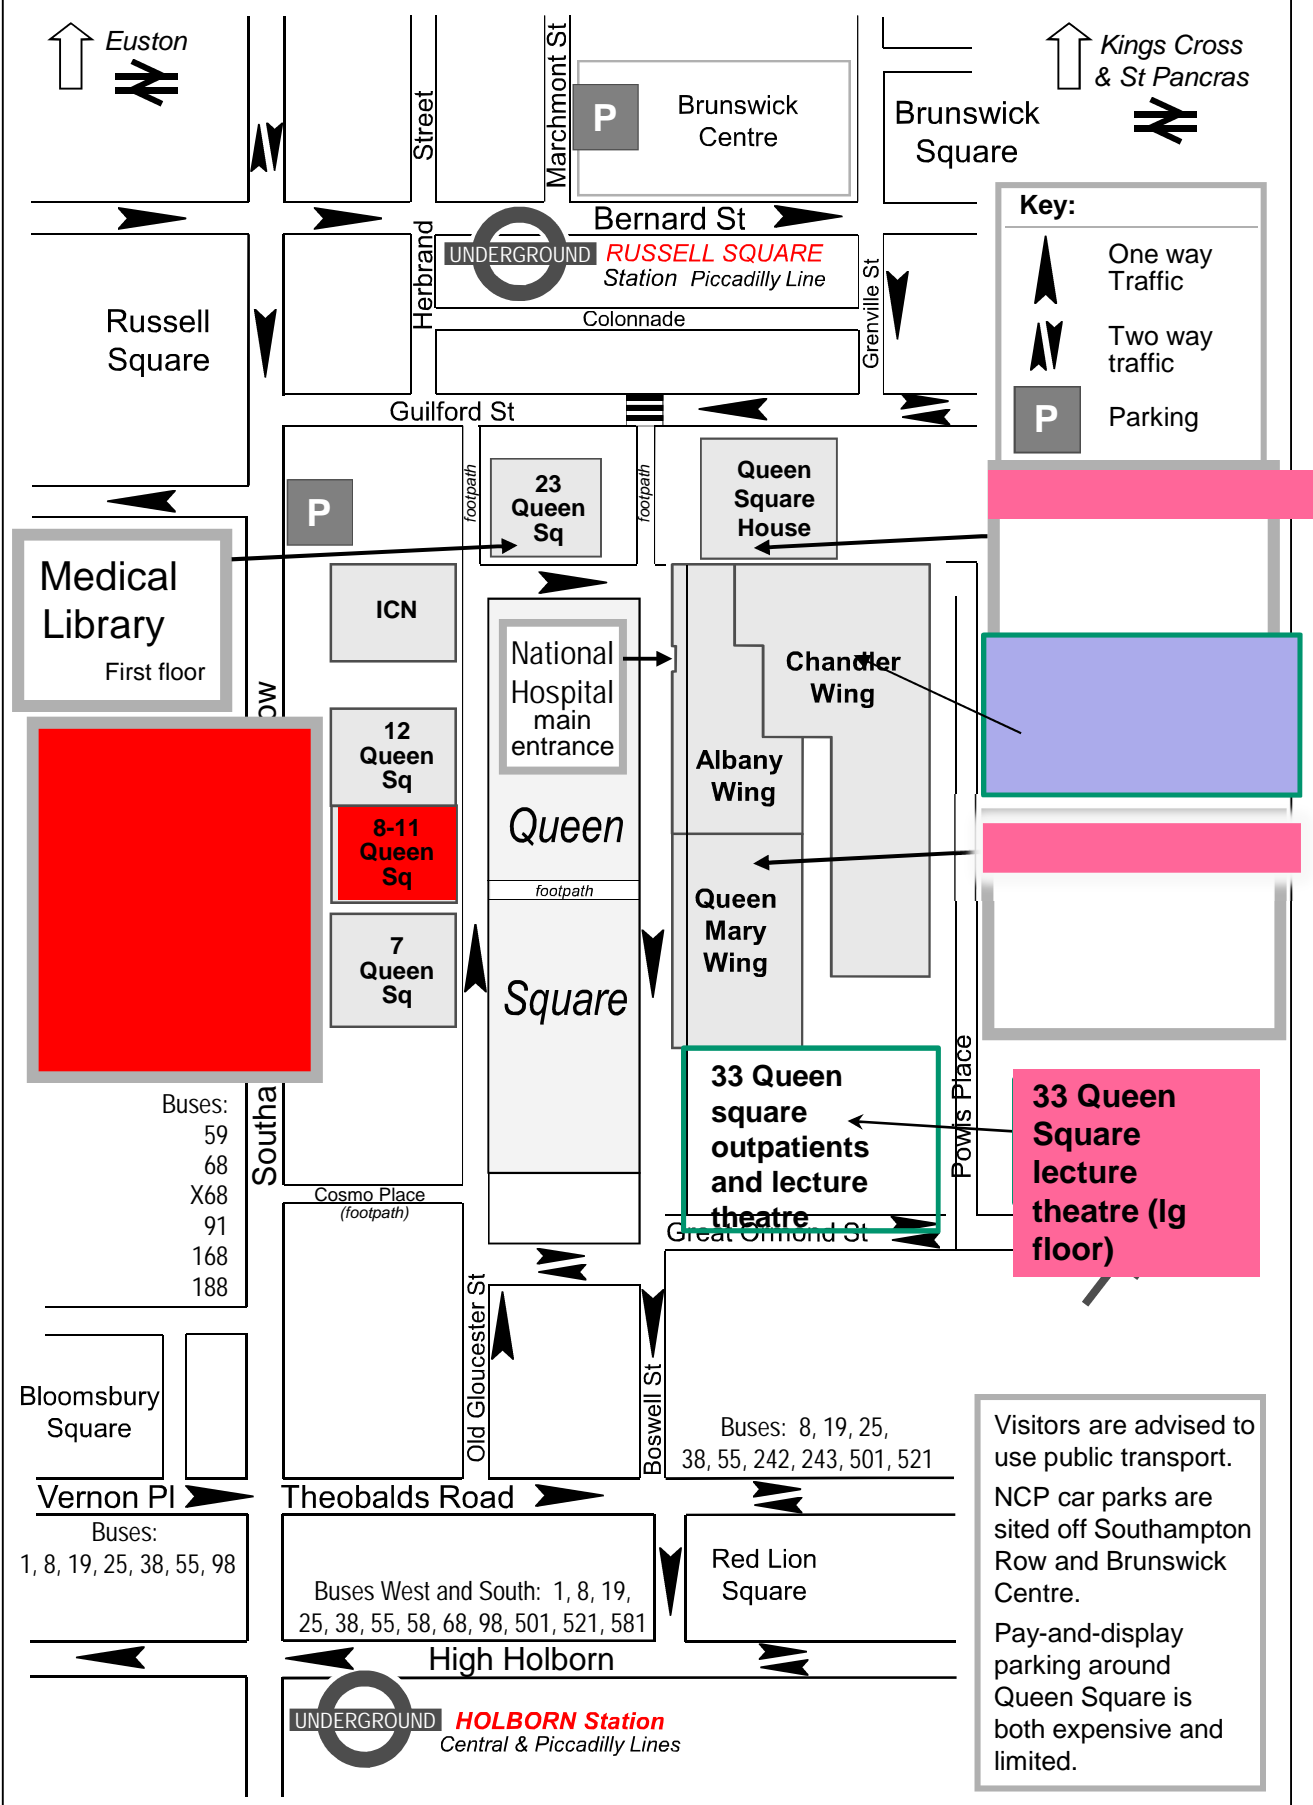 Euston
Kings Cross
& St Pancras
Street
Marchmont St
P
Brunswick
Centre
Brunswick
Square
Key:
One way
Traffic
Two way
traffic
P
Parking
Bernard St
UNDERGROUND
RUSSELL SQUARE
Station Piccadilly Line
Herbrand
Colonnade
Grenville St
Russell
Square
Guilford St
footpath
footpath
P
23
Queen
Sq
Queen
Square
House
Medical
Library
First floor
ICN
National
Hospital
main
entrance
Chandler
Wing
12
Queen
Sq
Albany
Wing
8-11
Queen
Sq
Queen
footpath
Square
Queen
Mary
Wing
7
Queen
Sq
ow
Southa
Buses:
59
68
X68
91
168
188
Cosmo Place
(footpath)
33 Queen
square
outpatients
and lecture
theatre
Great Ormond St
Powis Place
33 Queen
Square
lecture
theatre (lg
floor)
Old Gloucester St
Boswell St
Bloomsbury
Square
Buses: 8, 19, 25,
38, 55, 242, 243, 501, 521
Vernon Pl
Theobalds Road
Buses:
1, 8, 19, 25, 38, 55, 98
Buses West and South: 1, 8, 19,
25, 38, 55, 58, 68, 98, 501, 521, 581
Red Lion
Square
High Holborn
UNDERGROUND
HOLBORN Station
Central & Piccadilly Lines
Visitors are advised to
use public transport.
NCP car parks are
sited off Southampton
Row and Brunswick
Centre.
Pay-and-display
parking around
Queen Square is
both expensive and
limited.